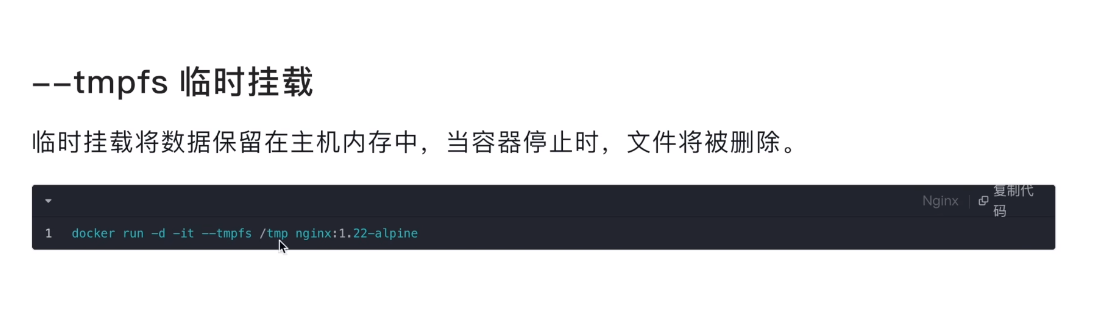 --tmpfs 临时挂载
临时挂载将数据保留在主机内存中，当容器停止时，文件将被删除。
Nginx 复制代
码
1 docker run -d -it --tmpfs /tmp nginx:1.22-alpine